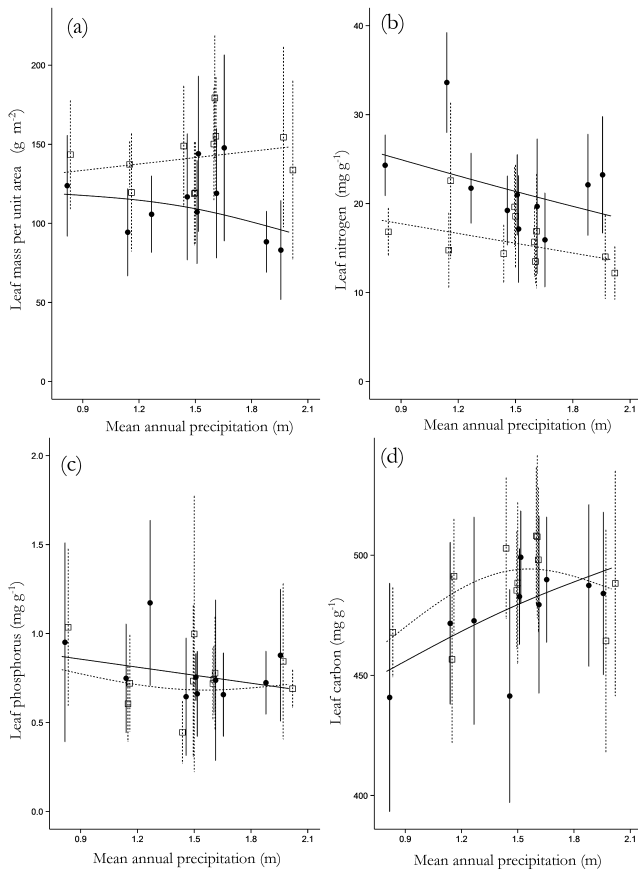 (a)
200
150
100
50
0
Leaf mass per unit area (g m⁻²)
0.9 1.2 1.5 1.8 2.1
Mean annual precipitation (m)
(b)
40
30
20
10
0
Leaf nitrogen (mg g⁻¹)
0.9 1.2 1.5 1.8 2.1
Mean annual precipitation (m)
(c)
2.0
1.5
1.0
0.5
0.0
Leaf phosphorus (mg g⁻¹)
0.9 1.2 1.5 1.8 2.1
Mean annual precipitation (m)
(d)
500
450
400
Leaf carbon (mg g⁻¹)
0.9 1.2 1.5 1.8 2.1
Mean annual precipitation (m)